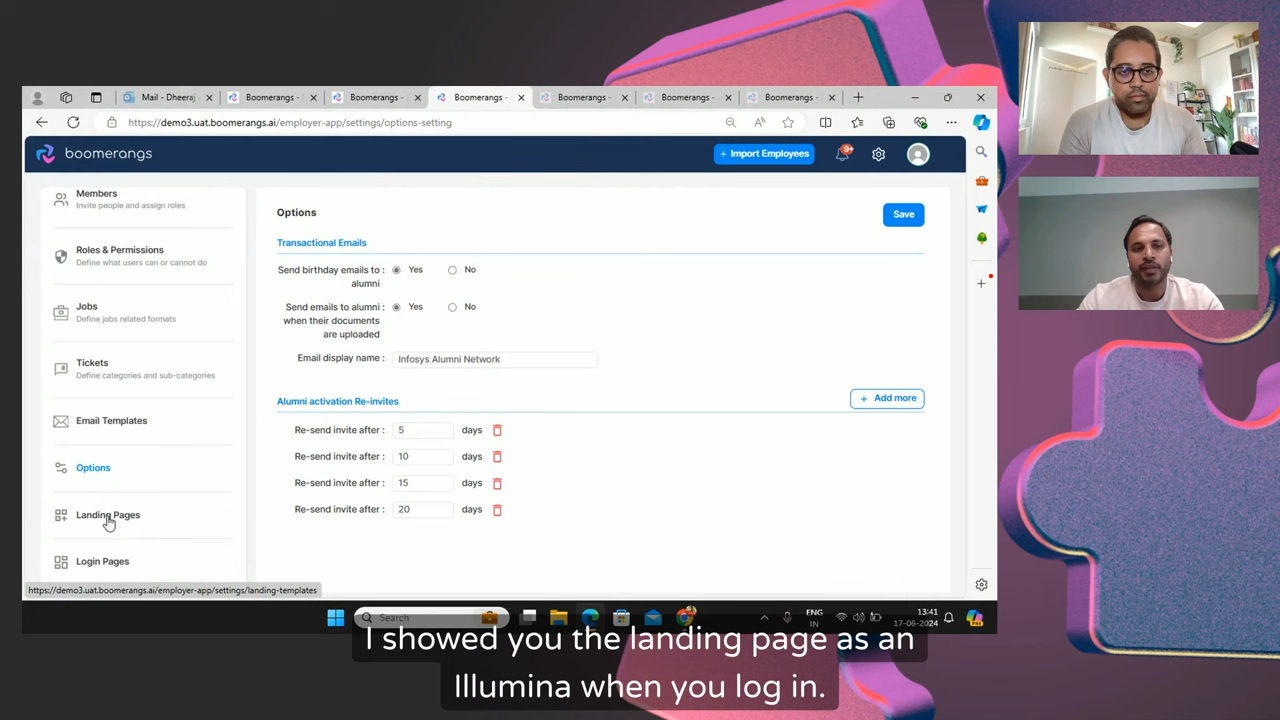 Mail - Dheeraj
Boomerangs -
Boomerangs -
Boomerangs -
Boomerangs -
Boomerangs -
Boomerangs -
https://demo3.uat.boomerangs.ai/employer-app/settings/options-setting
boomerangs
+ Import Employees
9+
Members
Invite people and assign roles
Roles & Permissions
Define what users can or cannot do
Jobs
Define jobs related formats
Tickets
Define categories and sub-categories
Email Templates
Options
Landing Pages
Login Pages
Options
Save
Transactional Emails
Send birthday emails to : Yes No
alumni
Send emails to alumni : Yes No
when their documents
are uploaded
Email display name : Infosys Alumni Network
Alumni activation Re-invites
+ Add more
Re-send invite after : 5 days
Re-send invite after : 10 days
Re-send invite after : 15 days
Re-send invite after : 20 days
https://demo3.uat.boomerangs.ai/employer-app/settings/landing-templates
Search
ENG
IN
13:41
17-06-2024
I showed you the landing page as an
Illumina when you log in.